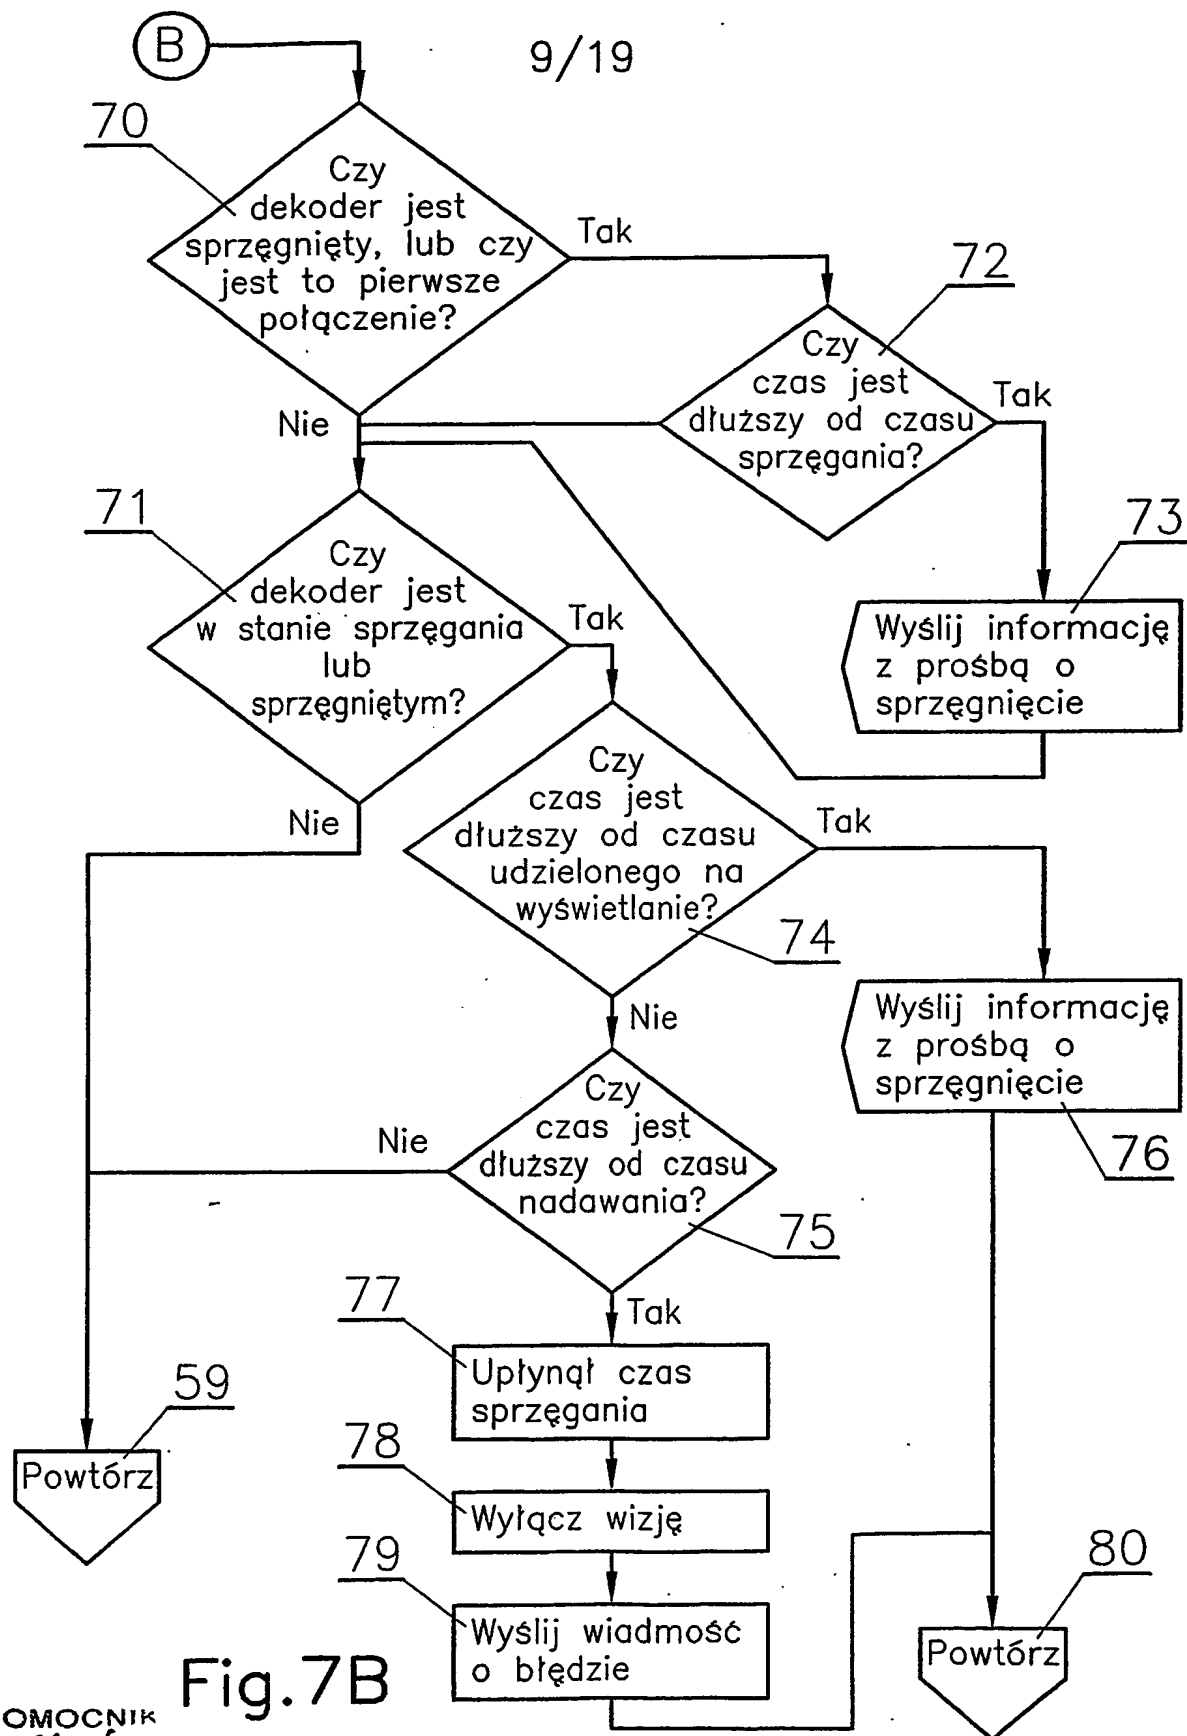 B
9/19
70
Czy
dekoder jest
sprzęgnięty, lub czy
jest to pierwsze
połączenie?
Tak
72
Czy
czas jest
dłuższy od czasu
sprzęgania?
Tak
Nie
71
Czy
dekoder jest
w stanie sprzęgania
lub
sprzęgniętym?
Tak
73
Wyślij informację
z prośbą o
sprzęgnięcie
Nie
Czy
czas jest
dłuższy od czasu
udzielonego na
wyświetlanie?
Tak
74
Nie
Wyślij informację
z prośbą o
sprzęgnięcie
76
Czy
czas jest
dłuższy od czasu
nadawania?
Nie
75
Tak
77
Upłynął czas
sprzęgania
59
Powtórz
78
Wyłącz wizję
79
Wyślij wiadmość
o błędzie
80
Powtórz
Fig.7B
OMOCNIK